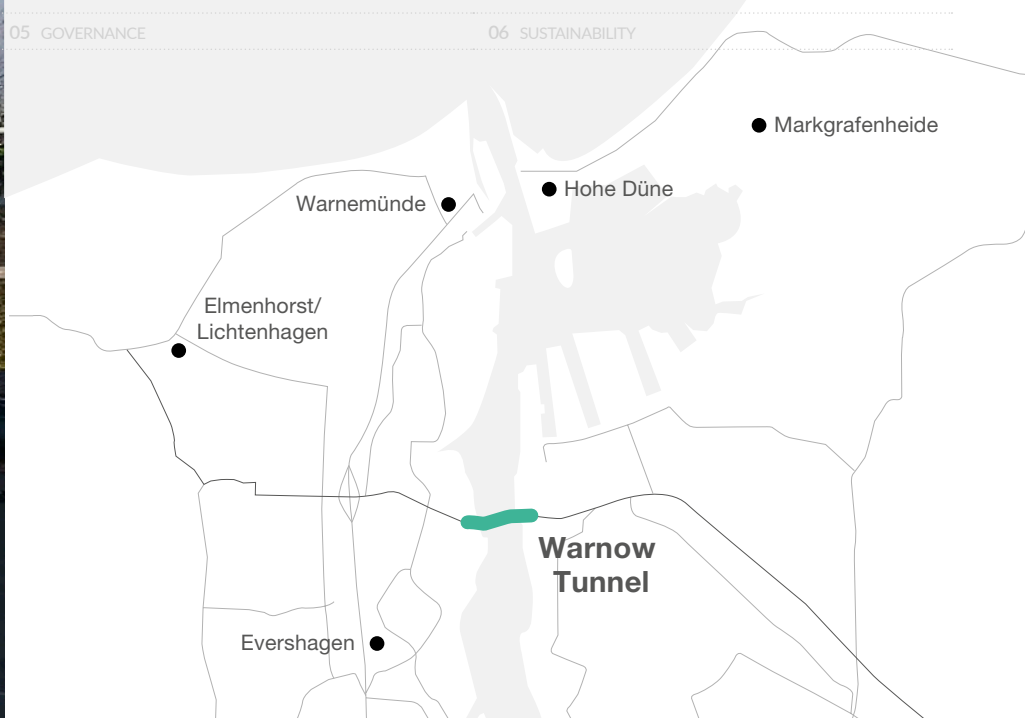 05 GOVERNANCE
06 SUSTAINABILITY
Markgrafenheide
Hohe Düne
Warnemünde
Elmenhorst/
Lichtenhagen
Warnow
Tunnel
Evershagen